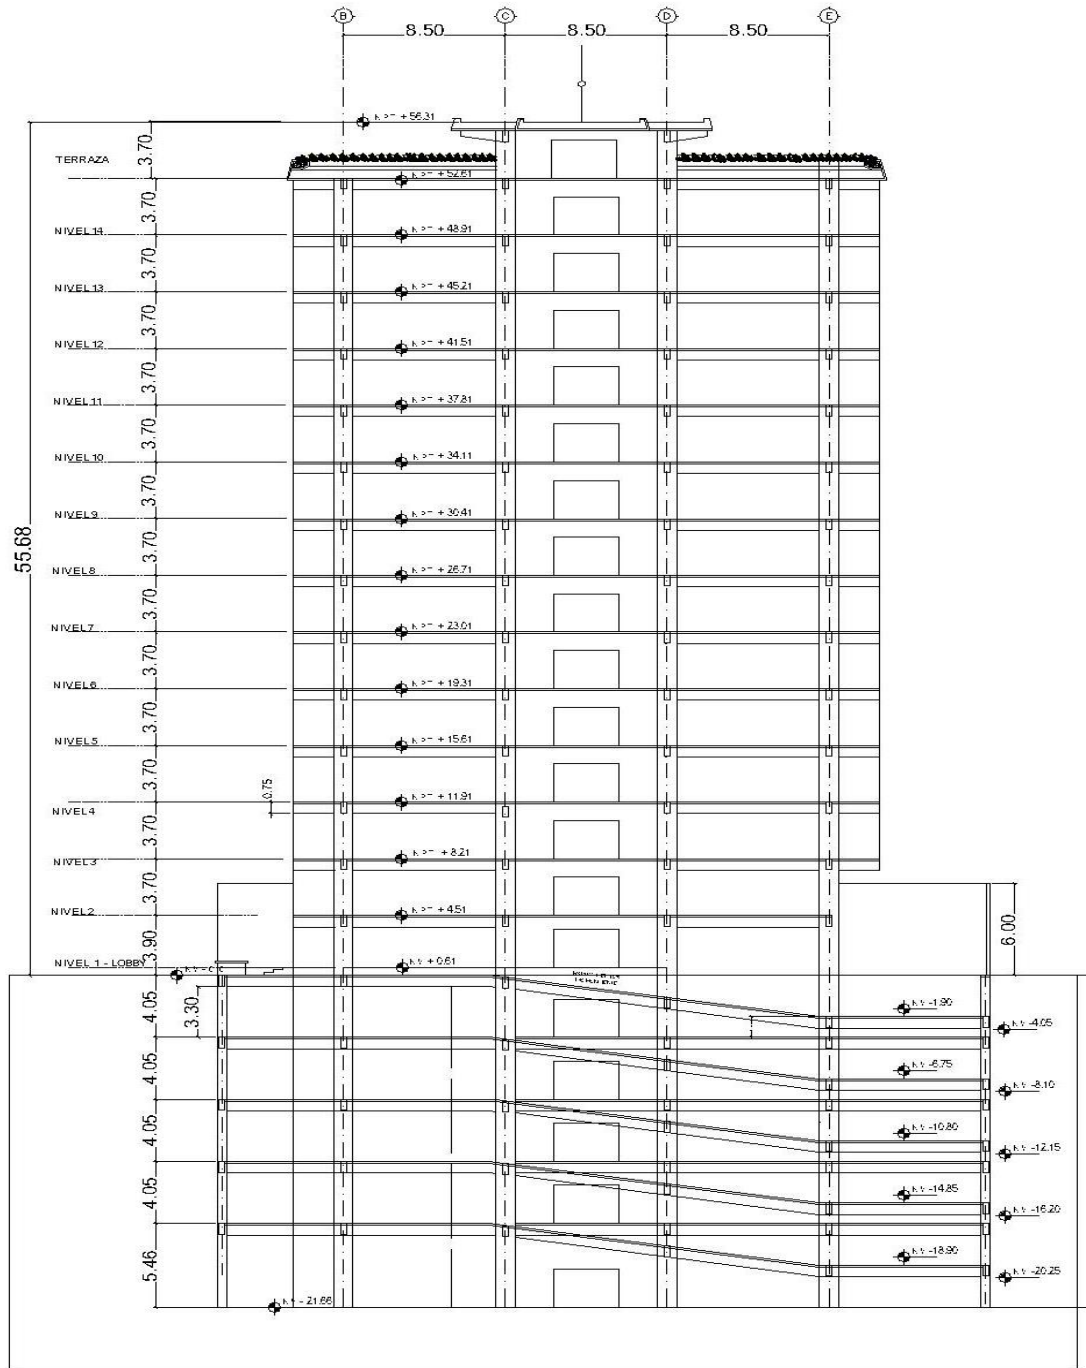 B C D E
8.50 8.50 8.50
N.P.T. + 56.31
3.70
TERRAZA
N.P.T. + 52.61
3.70
NIVEL 14
N.P.T. + 48.91
3.70
NIVEL 13
N.P.T. + 45.21
3.70
NIVEL 12
N.P.T. + 41.51
3.70
NIVEL 11
N.P.T. + 37.81
3.70
NIVEL 10
N.P.T. + 34.11
3.70
NIVEL 9
N.P.T. + 30.41
55.68
3.70
NIVEL 8
N.P.T. + 26.71
3.70
NIVEL 7
N.P.T. + 23.01
3.70
NIVEL 6
N.P.T. + 19.31
3.70
NIVEL 5
N.P.T. + 15.61
3.70
0.75
N.P.T. + 11.91
NIVEL 4
3.70
N.P.T. + 8.21
NIVEL 3
3.70
NIVEL 2
N.P.T. + 4.51
3.90
6.00
NIVEL 1 - LOBBY
N + 0.61
4.05
3.30
-1.90
-4.05
4.05
-6.75
-8.10
4.05
-10.80
-12.15
4.05
-14.85
-16.20
5.46
-18.90
-20.25
-21.66